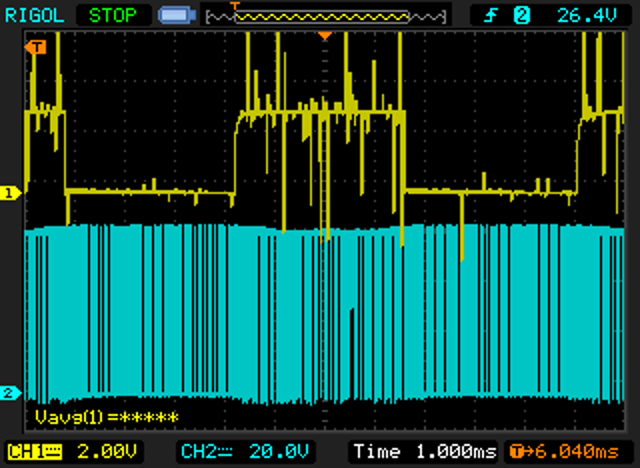 RIGOL STOP T 2 26.4V
T
1
2
Vavg(1)=*****
CH1 2.00V CH2 20.0V Time 1.000ms T→6.040ms